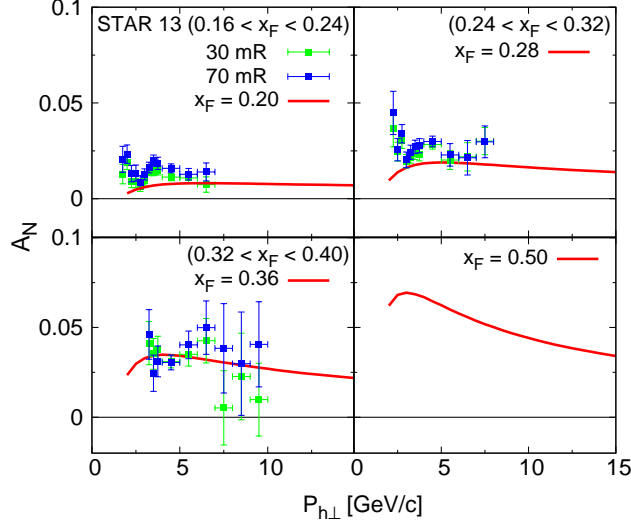 STAR 13 (0.16 < x_F < 0.24)
30 mR
70 mR
x_F = 0.20
(0.24 < x_F < 0.32)
x_F = 0.28
0.1
0.05
0
A_N
(0.32 < x_F < 0.40)
x_F = 0.36
x_F = 0.50
0.1
0.05
0
0 5 10 0 5 10 15
P_h⊥ [GeV/c]